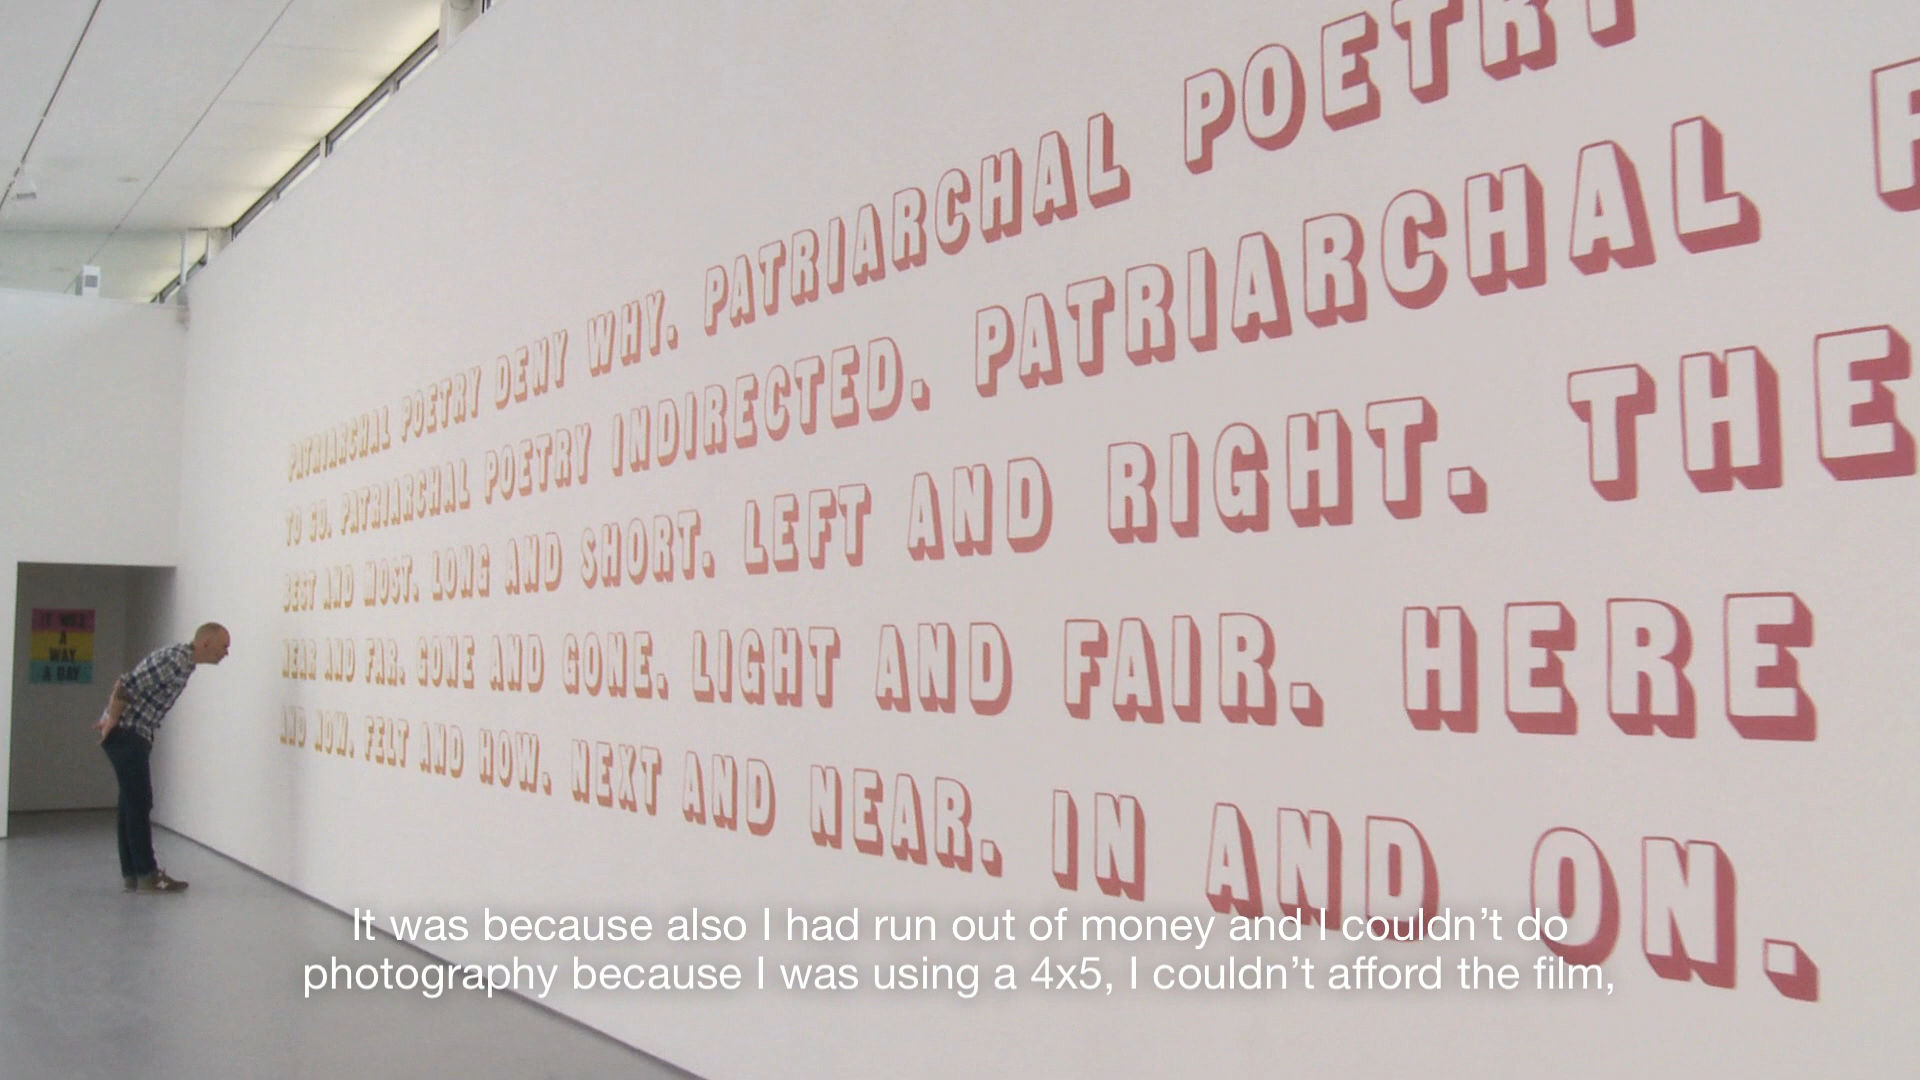 PATRIARCHAL POETRY DENY WHY. PATRIARCHAL POETRY
TO GO. PATRIARCHAL POETRY INDIRECTED. PATRIARCHAL P
BEST AND MOST. LONG AND SHORT. LEFT AND RIGHT. THE
NEAR AND FAR. GONE AND GONE. LIGHT AND FAIR. HERE
AND NOW. FELT AND HOW. NEXT AND NEAR. IN AND ON.
IT WAS
A
WAY
A DAY
It was because also I had run out of money and I couldn’t do
photography because I was using a 4x5, I couldn’t afford the film,